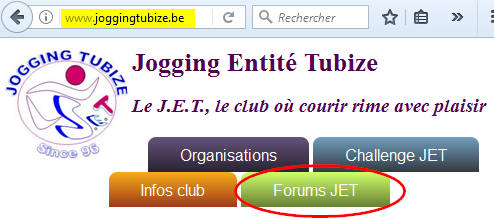 www.joggingtubize.be
Rechercher
JOGGING TUBIZE
J.E.T.
Since 96
Jogging Entité Tubize
Le J.E.T., le club où courir rime avec plaisir
Organisations
Challenge JET
Infos club
Forums JET